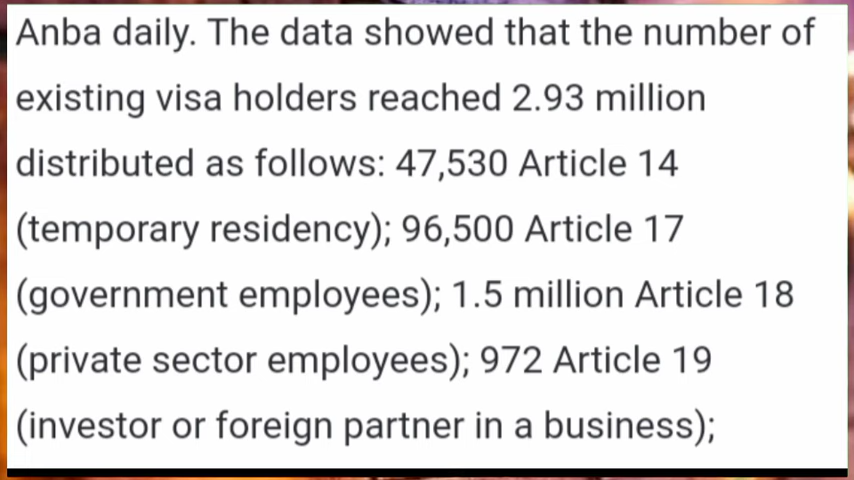 Anba daily. The data showed that the number of
existing visa holders reached 2.93 million
distributed as follows: 47,530 Article 14
(temporary residency); 96,500 Article 17
(government employees); 1.5 million Article 18
(private sector employees); 972 Article 19
(investor or foreign partner in a business);